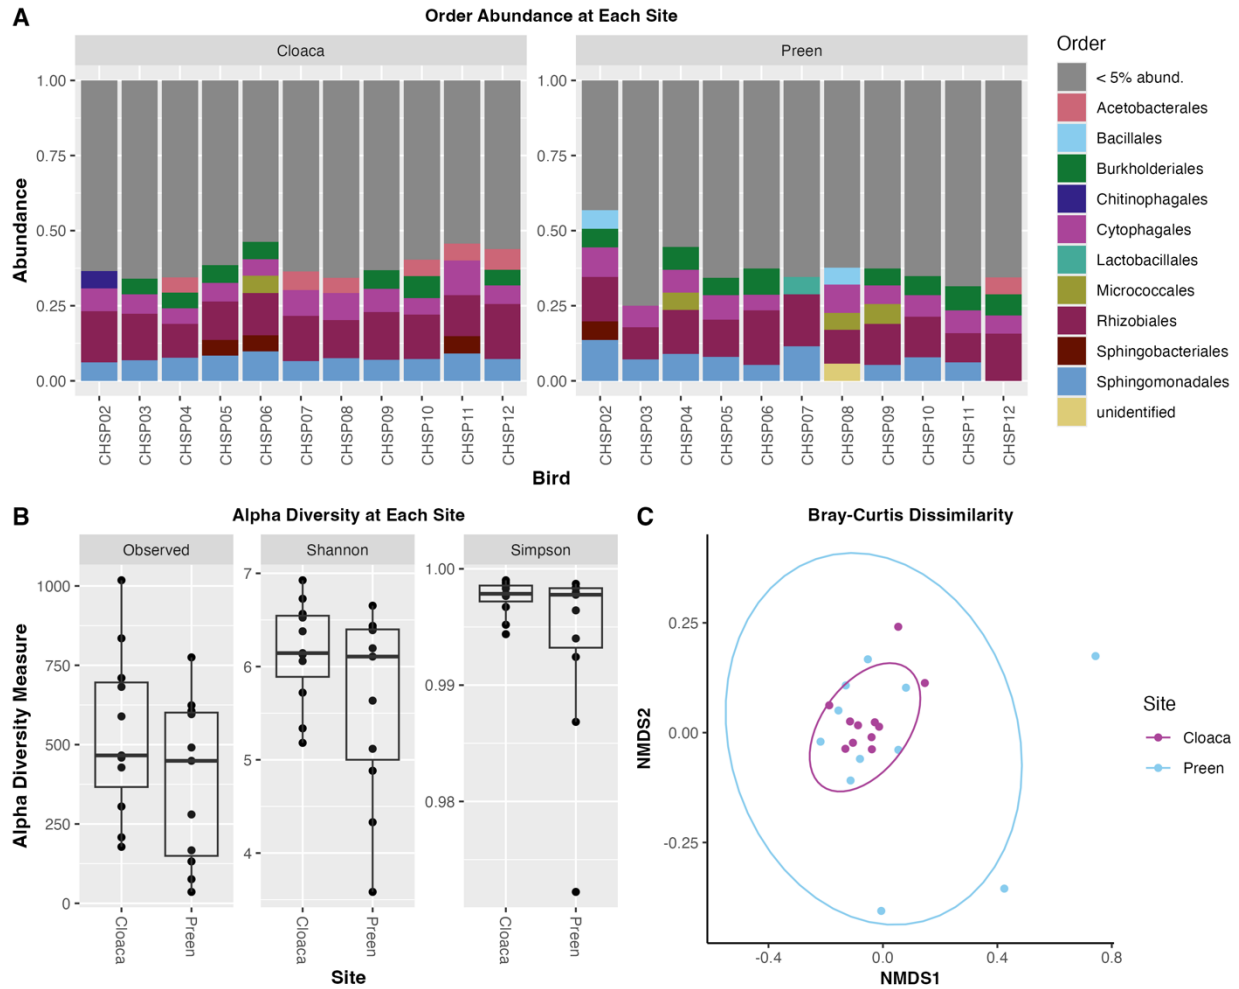 A
Order Abundance at Each Site
Cloaca
Preen
Abundance
1.00
0.75
0.50
0.25
0.00
1.00
0.75
0.50
0.25
0.00
CHSP02
CHSP03
CHSP04
CHSP05
CHSP06
CHSP07
CHSP08
CHSP09
CHSP10
CHSP11
CHSP12
CHSP02
CHSP03
CHSP04
CHSP05
CHSP06
CHSP07
CHSP08
CHSP09
CHSP10
CHSP11
CHSP12
Bird
Order
< 5% abund.
Acetobacterales
Bacillales
Burkholderiales
Chitinophagales
Cytophagales
Lactobacillales
Micrococcales
Rhizobiales
Sphingobacteriales
Sphingomonadales
unidentified
B
Alpha Diversity at Each Site
Alpha Diversity Measure
Observed
Shannon
Simpson
1000
750
500
250
0
7
6
5
4
1.00
0.99
0.98
Cloaca
Preen
Cloaca
Preen
Cloaca
Preen
Site
C
Bray-Curtis Dissimilarity
NMDS2
0.25
0.00
-0.25
-0.4
0.0
0.4
0.8
NMDS1
Site
Cloaca
Preen